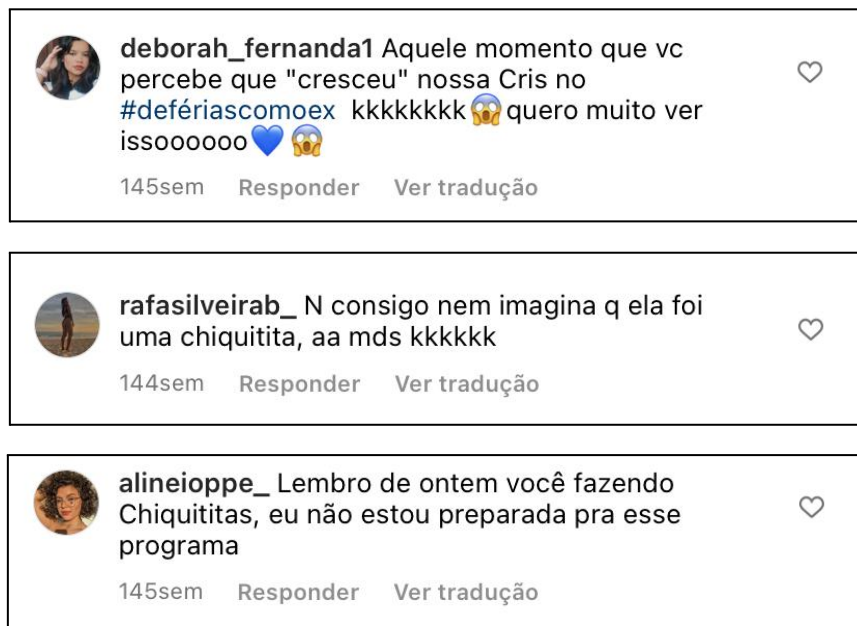 deborah_fernanda1 Aquele momento que vc
percebe que "cresceu" nossa Cris no
#defériascomoex kkkkkkkk😱quero muito ver
issoooooo💙😱
145sem Responder Ver tradução
rafasilveirab_ N consigo nem imagina q ela foi
uma chiquitita, aa mds kkkkkk
144sem Responder Ver tradução
alineioppe_ Lembro de ontem você fazendo
Chiquititas, eu não estou preparada pra esse
programa
145sem Responder Ver tradução